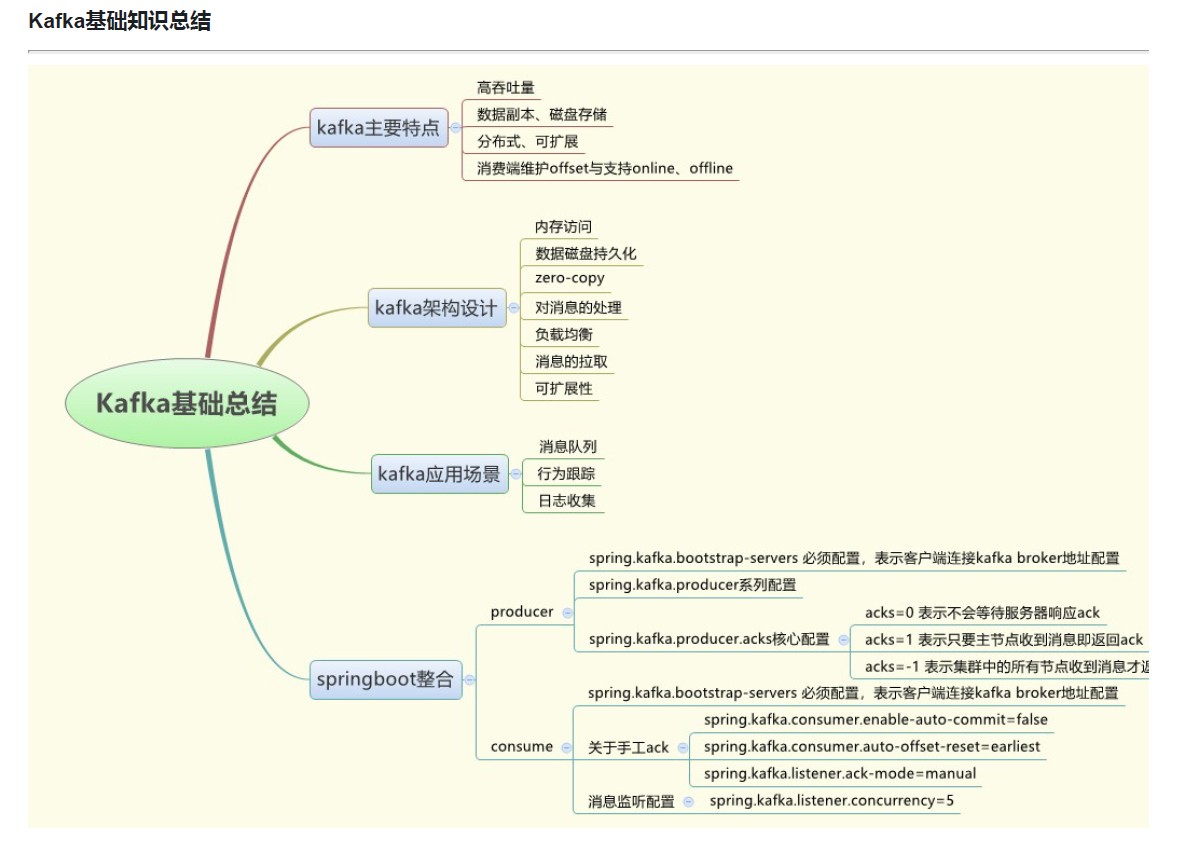 Kafka基础知识总结
Kafka基础总结
kafka主要特点
高吞吐量
数据副本、磁盘存储
分布式、可扩展
消费端维护offset与支持online、offline
kafka架构设计
内存访问
数据磁盘持久化
zero-copy
对消息的处理
负载均衡
消息的拉取
可扩展性
kafka应用场景
消息队列
行为跟踪
日志收集
springboot整合
producer
spring.kafka.bootstrap-servers 必须配置，表示客户端连接kafka broker地址配置
spring.kafka.producer系列配置
spring.kafka.producer.acks核心配置
acks=0 表示不会等待服务器响应ack
acks=1 表示只要主节点收到消息即返回ack
acks=-1 表示集群中的所有节点收到消息才
consume
spring.kafka.bootstrap-servers 必须配置，表示客户端连接kafka broker地址配置
关于手工ack
spring.kafka.consumer.enable-auto-commit=false
spring.kafka.consumer.auto-offset-reset=earliest
spring.kafka.listener.ack-mode=manual
消息监听配置
spring.kafka.listener.concurrency=5